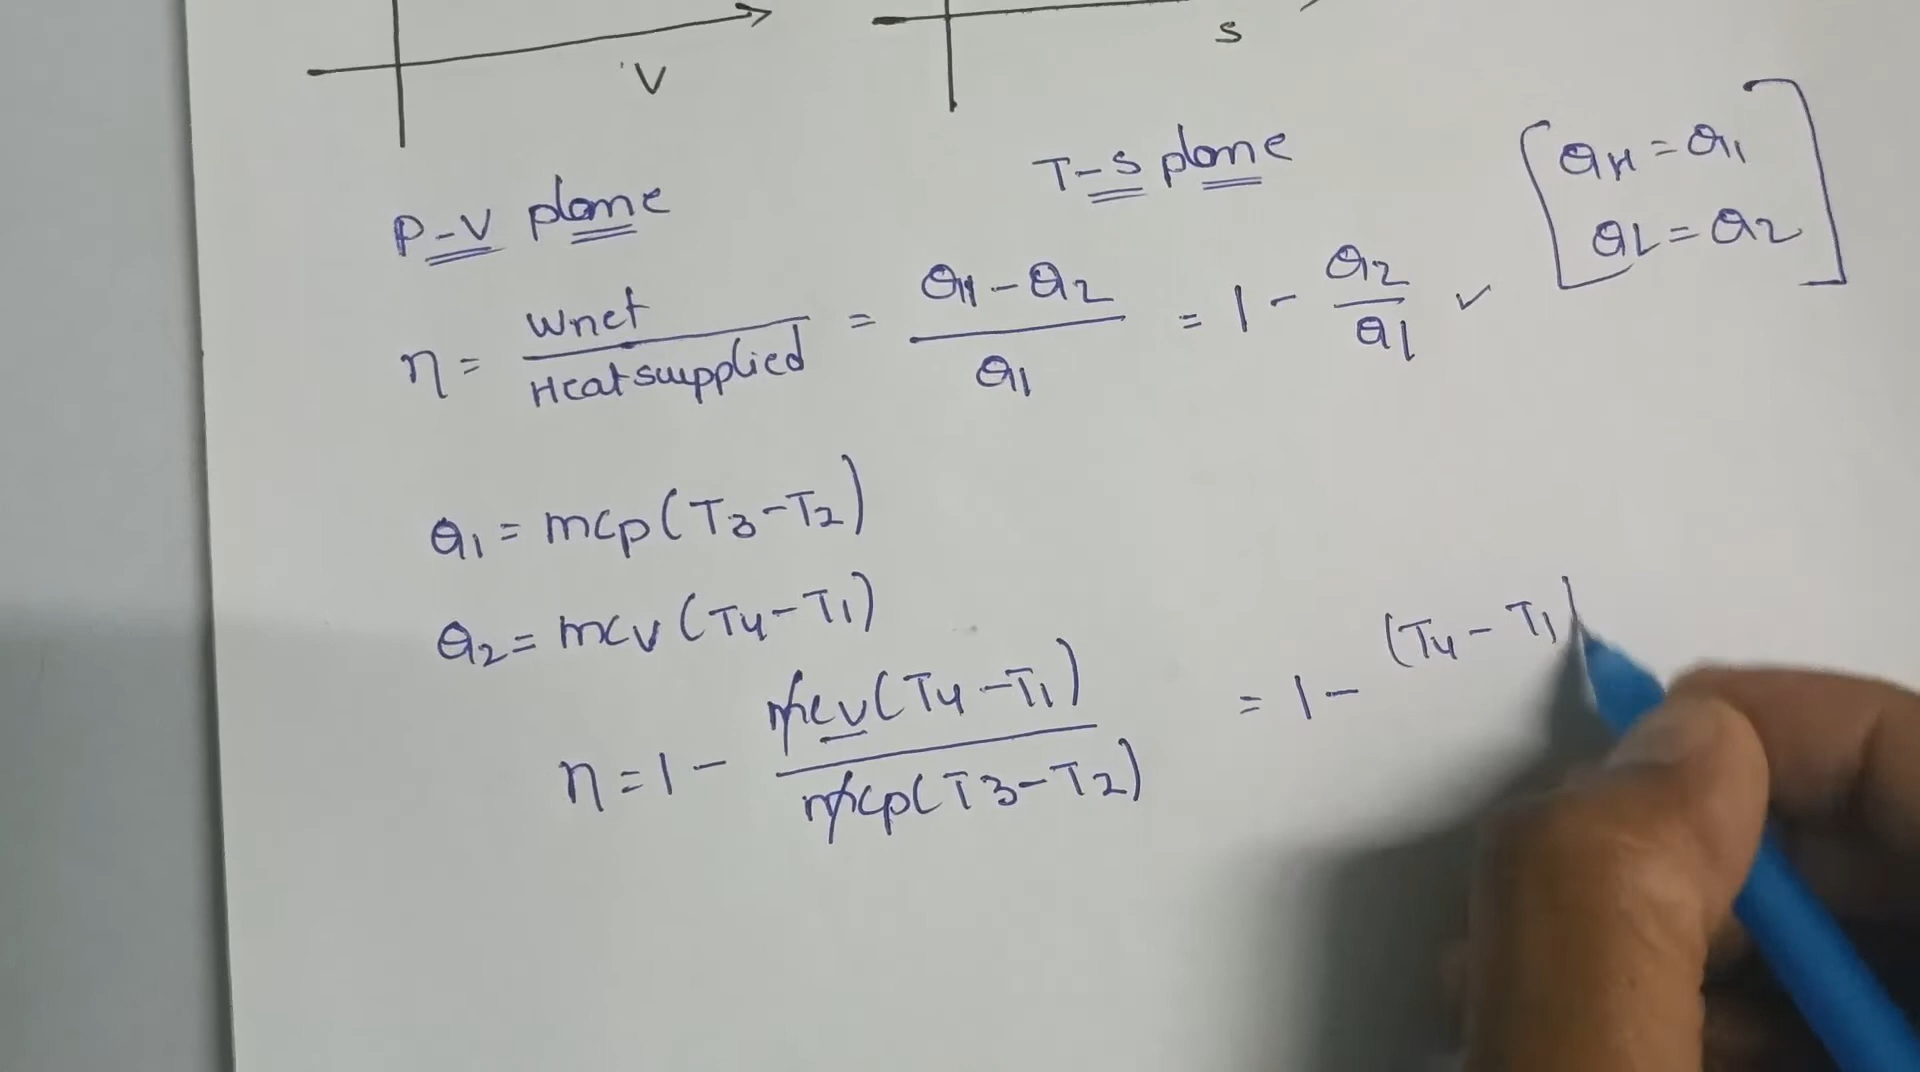 V
S
P-V plane
T-S plane
[QH = Q1
QL = Q2]
η = Wnet / Heat supplied = Q1 - Q2 / Q1 = 1 - Q2 / Q1 ✓
Q1 = mcp(T3-T2)
Q2 = mcv(T4-T1)
η = 1 - mcv(T4-T1) / mcp(T3-T2) = 1 - (T4 - T1)